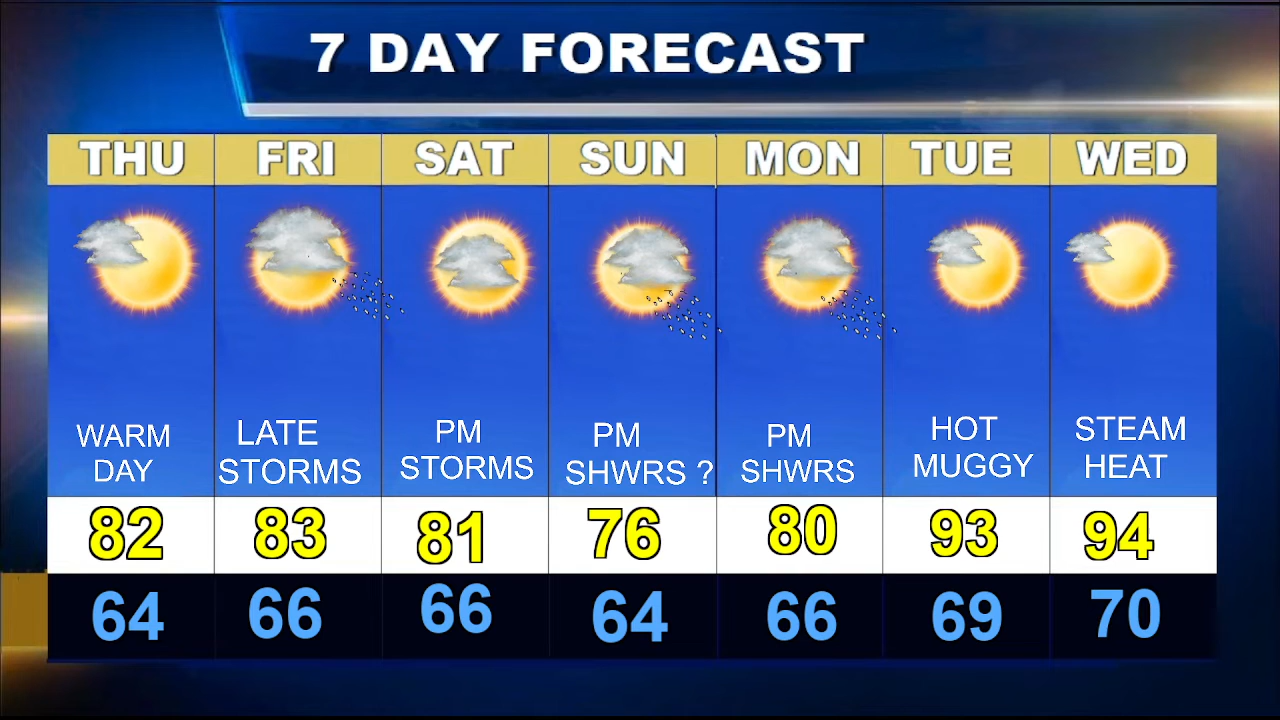 7 DAY FORECAST
THU FRI SAT SUN MON TUE WED
WARM DAY
LATE STORMS
PM STORMS
PM SHWRS ?
PM SHWRS
HOT MUGGY
STEAM HEAT
82 83 81 76 80 93 94
64 66 66 64 66 69 70